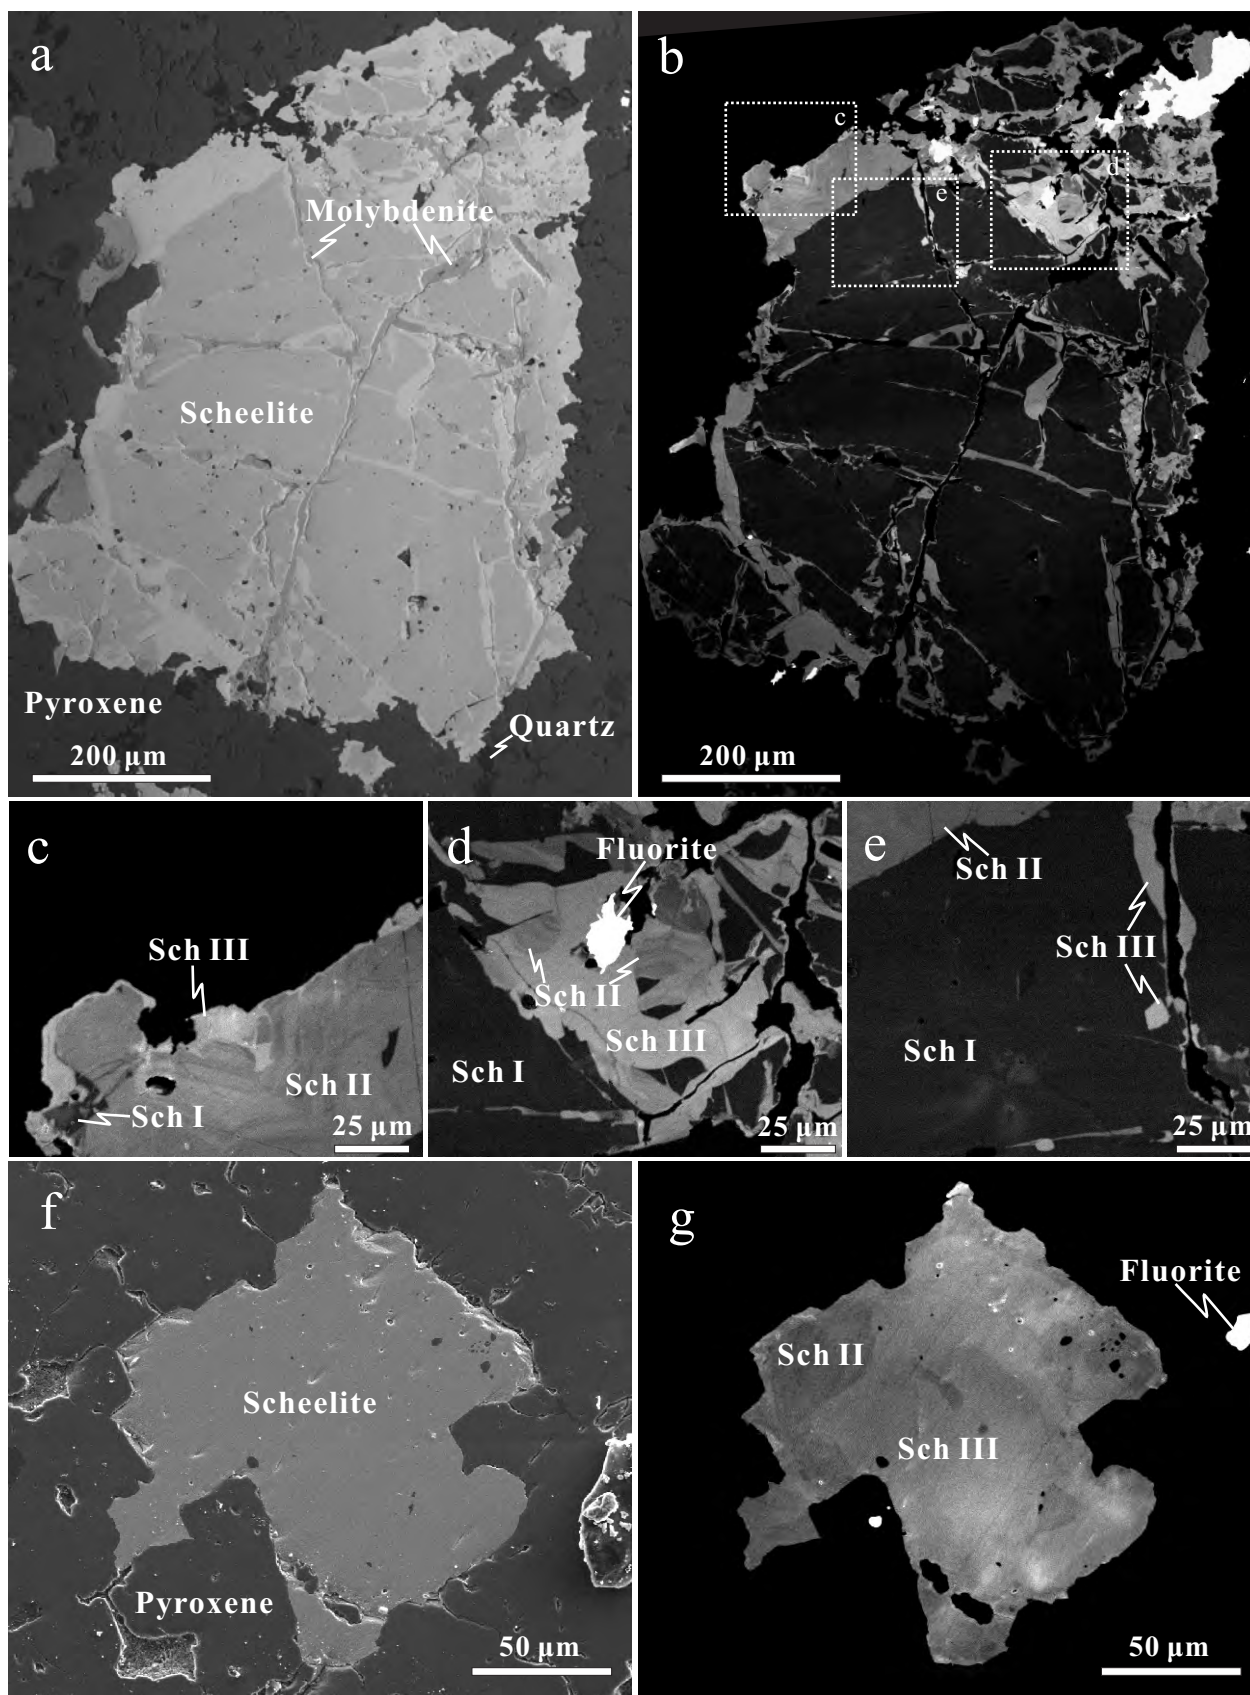 a
Molybdenite
Scheelite
Pyroxene
Quartz
200 µm
b
c
d
e
200 µm
c
Sch III
Sch II
Sch I
25 µm
d
Fluorite
Sch II
Sch III
Sch I
25 µm
e
Sch II
Sch III
Sch I
25 µm
f
Scheelite
Pyroxene
50 µm
g
Fluorite
Sch II
Sch III
50 µm